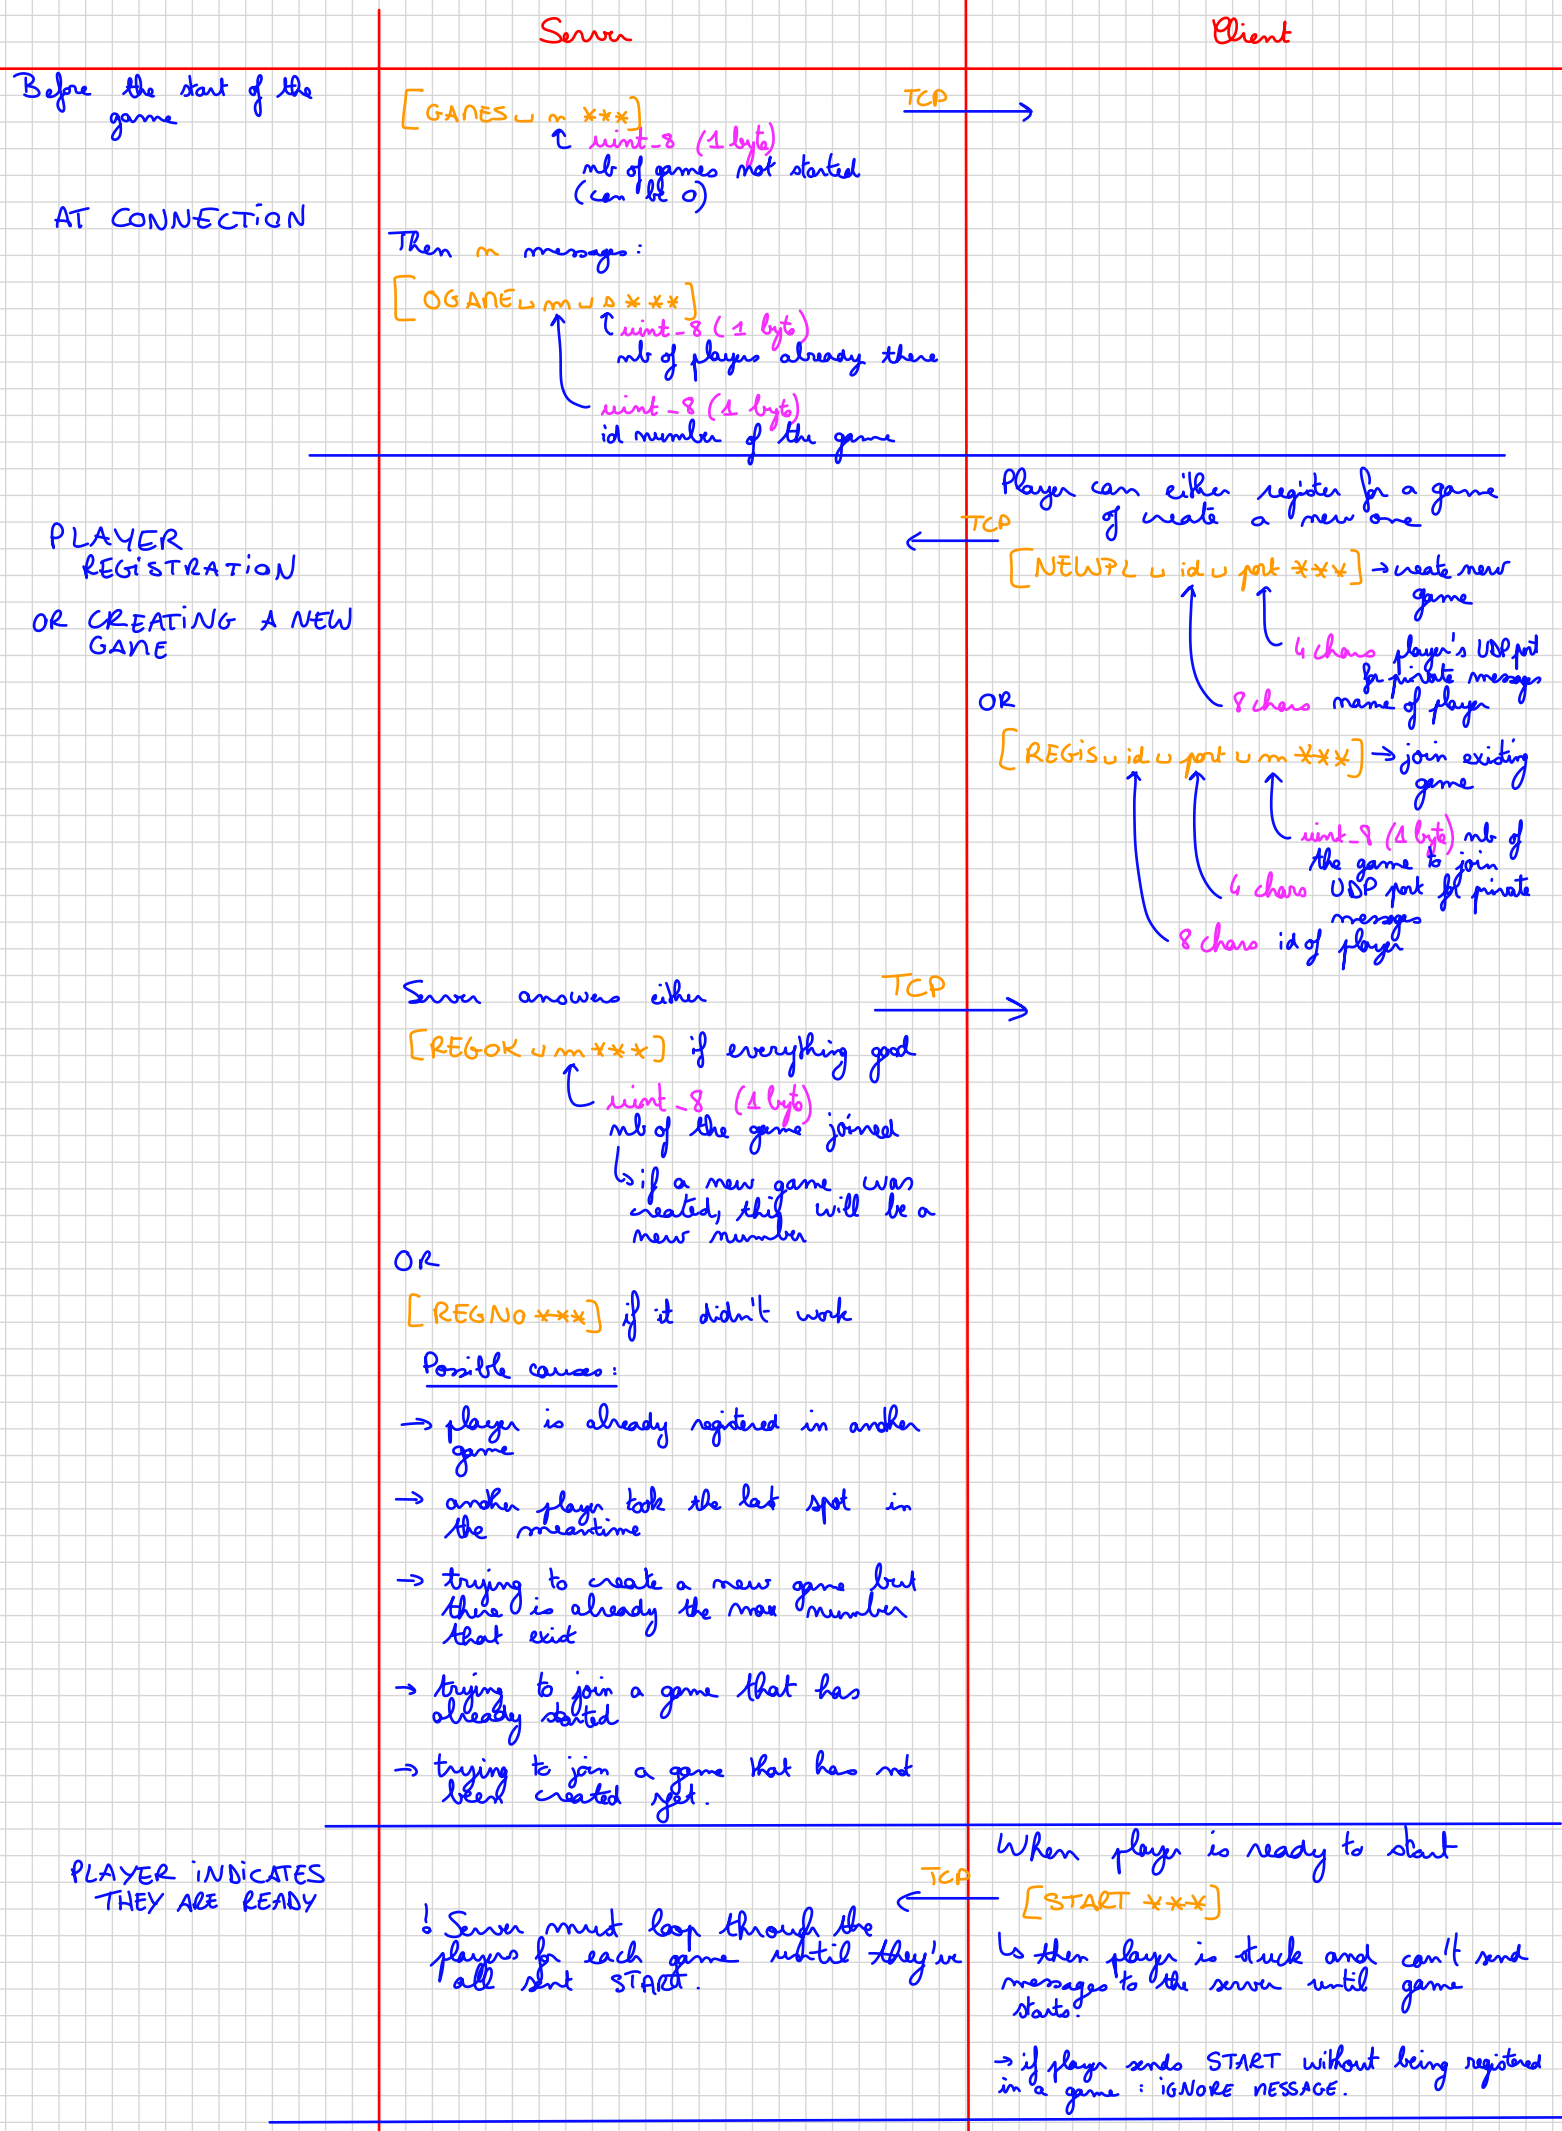 Server
Client
Before the start of the
game
[GAMES ␣ n ***]
TCP
uint_8 (1 byte)
nb of games not started
(can be 0)
AT CONNECTION
Then n messages:
[OGAME ␣ m ␣ s ***]
uint_8 (1 byte)
nb of players already there
uint_8 (1 byte)
id number of the game
PLAYER
REGISTRATION
OR CREATING A NEW
GAME
Player can either register for a game
of create a new one
TCP
[NEWPL ␣ id ␣ port ***] → create new
game
4 chars player's UDP port
for private messages
8 chars name of player
OR
[REGIS ␣ id ␣ port ␣ m ***] → join existing
game
uint_8 (1 byte) nb of
the game to join
4 chars UDP port for private
messages
8 chars id of player
Server answers either
TCP
[REGOK ␣ m ***] if everything good
uint_8 (1 byte)
nb of the game joined
↳ if a new game was
created, this will be a
new number
OR
[REGNO ***] if it didn't work
Possible causes:
→ player is already registered in another
game
→ another player took the last spot in
the meantime
→ trying to create a new game but
there is already the max number
that exist
→ trying to join a game that has
already started
→ trying to join a game that has not
been created yet.
PLAYER INDICATES
THEY ARE READY
! Server must loop through the
players for each game until they've
all sent START.
When player is ready to start
TCP
[START ***]
↳ then player is stuck and can't send
messages to the server until game
starts.
→ if player sends START without being registered
in a game : IGNORE MESSAGE.